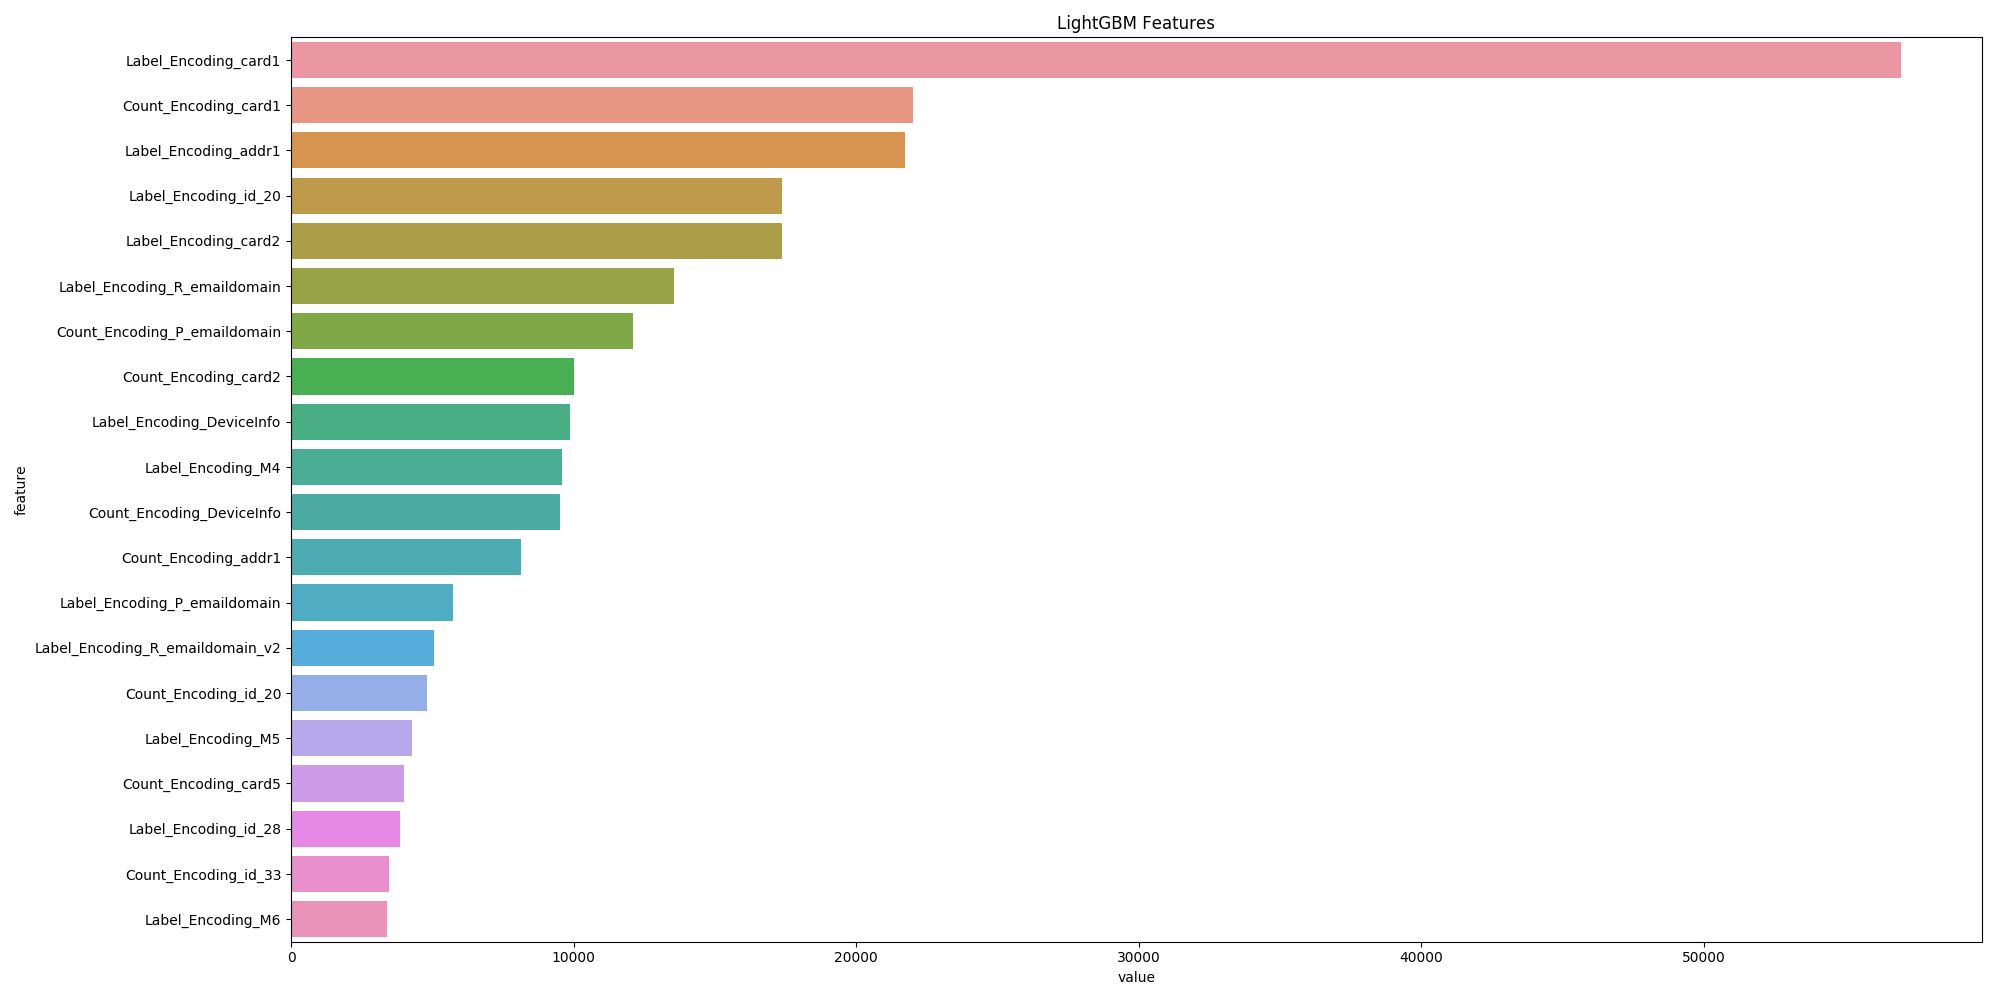 LightGBM Features
Label_Encoding_card1
Count_Encoding_card1
Label_Encoding_addr1
Label_Encoding_id_20
Label_Encoding_card2
Label_Encoding_R_emaildomain
Count_Encoding_P_emaildomain
Count_Encoding_card2
Label_Encoding_DeviceInfo
Label_Encoding_M4
Count_Encoding_DeviceInfo
Count_Encoding_addr1
Label_Encoding_P_emaildomain
Label_Encoding_R_emaildomain_v2
Count_Encoding_id_20
Label_Encoding_M5
Count_Encoding_card5
Label_Encoding_id_28
Count_Encoding_id_33
Label_Encoding_M6
feature
0 10000 20000 30000 40000 50000
value